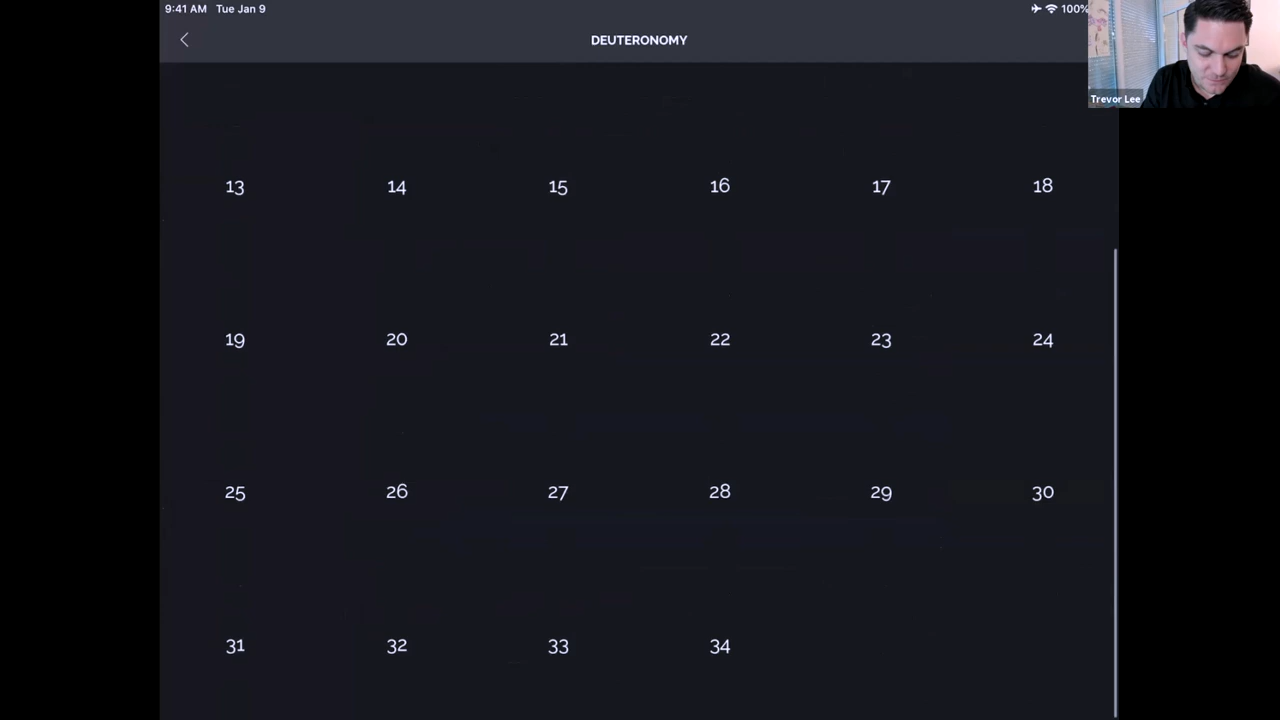 9:41 AM Tue Jan 9 100%
DEUTERONOMY
Trevor Lee
13 14 15 16 17 18
19 20 21 22 23 24
25 26 27 28 29 30
31 32 33 34